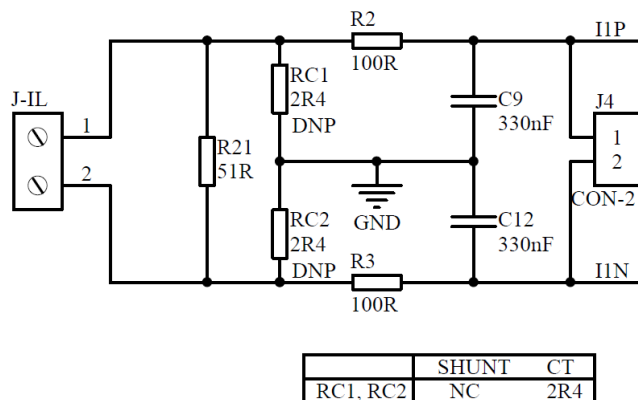 R2
I1P
100R
RC1
2R4
DNP
C9
330nF
J4
J-IL
1
2
R21
51R
1
2
CON-2
GND
RC2
2R4
DNP
C12
330nF
R3
100R
I1N
SHUNT CT
RC1, RC2 NC 2R4